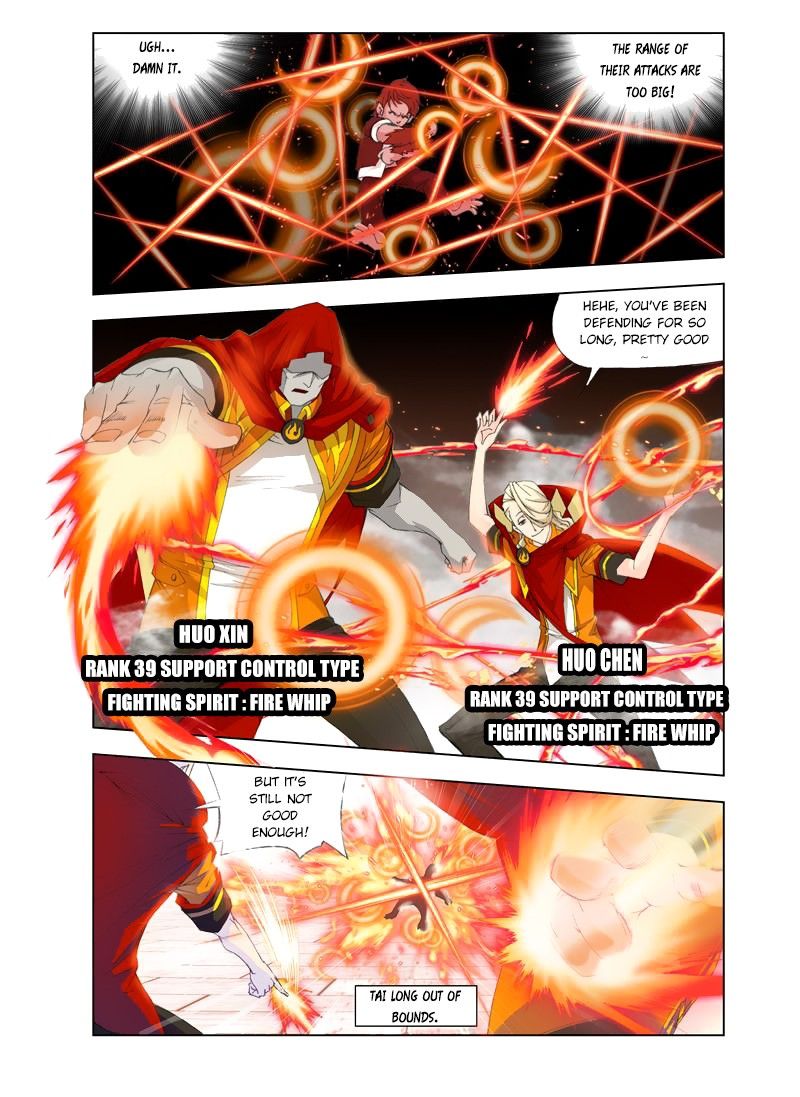 UGH...
DAMN IT.
THE RANGE OF
THEIR ATTACKS ARE
TOO BIG!
HEHE, YOU'VE BEEN
DEFENDING FOR SO
LONG, PRETTY GOOD
~
HUO XIN
RANK 39 SUPPORT CONTROL TYPE
FIGHTING SPIRIT : FIRE WHIP
HUO CHEN
RANK 39 SUPPORT CONTROL TYPE
FIGHTING SPIRIT : FIRE WHIP
BUT IT'S
STILL NOT
GOOD
ENOUGH!
TAI LONG OUT OF
BOUNDS.